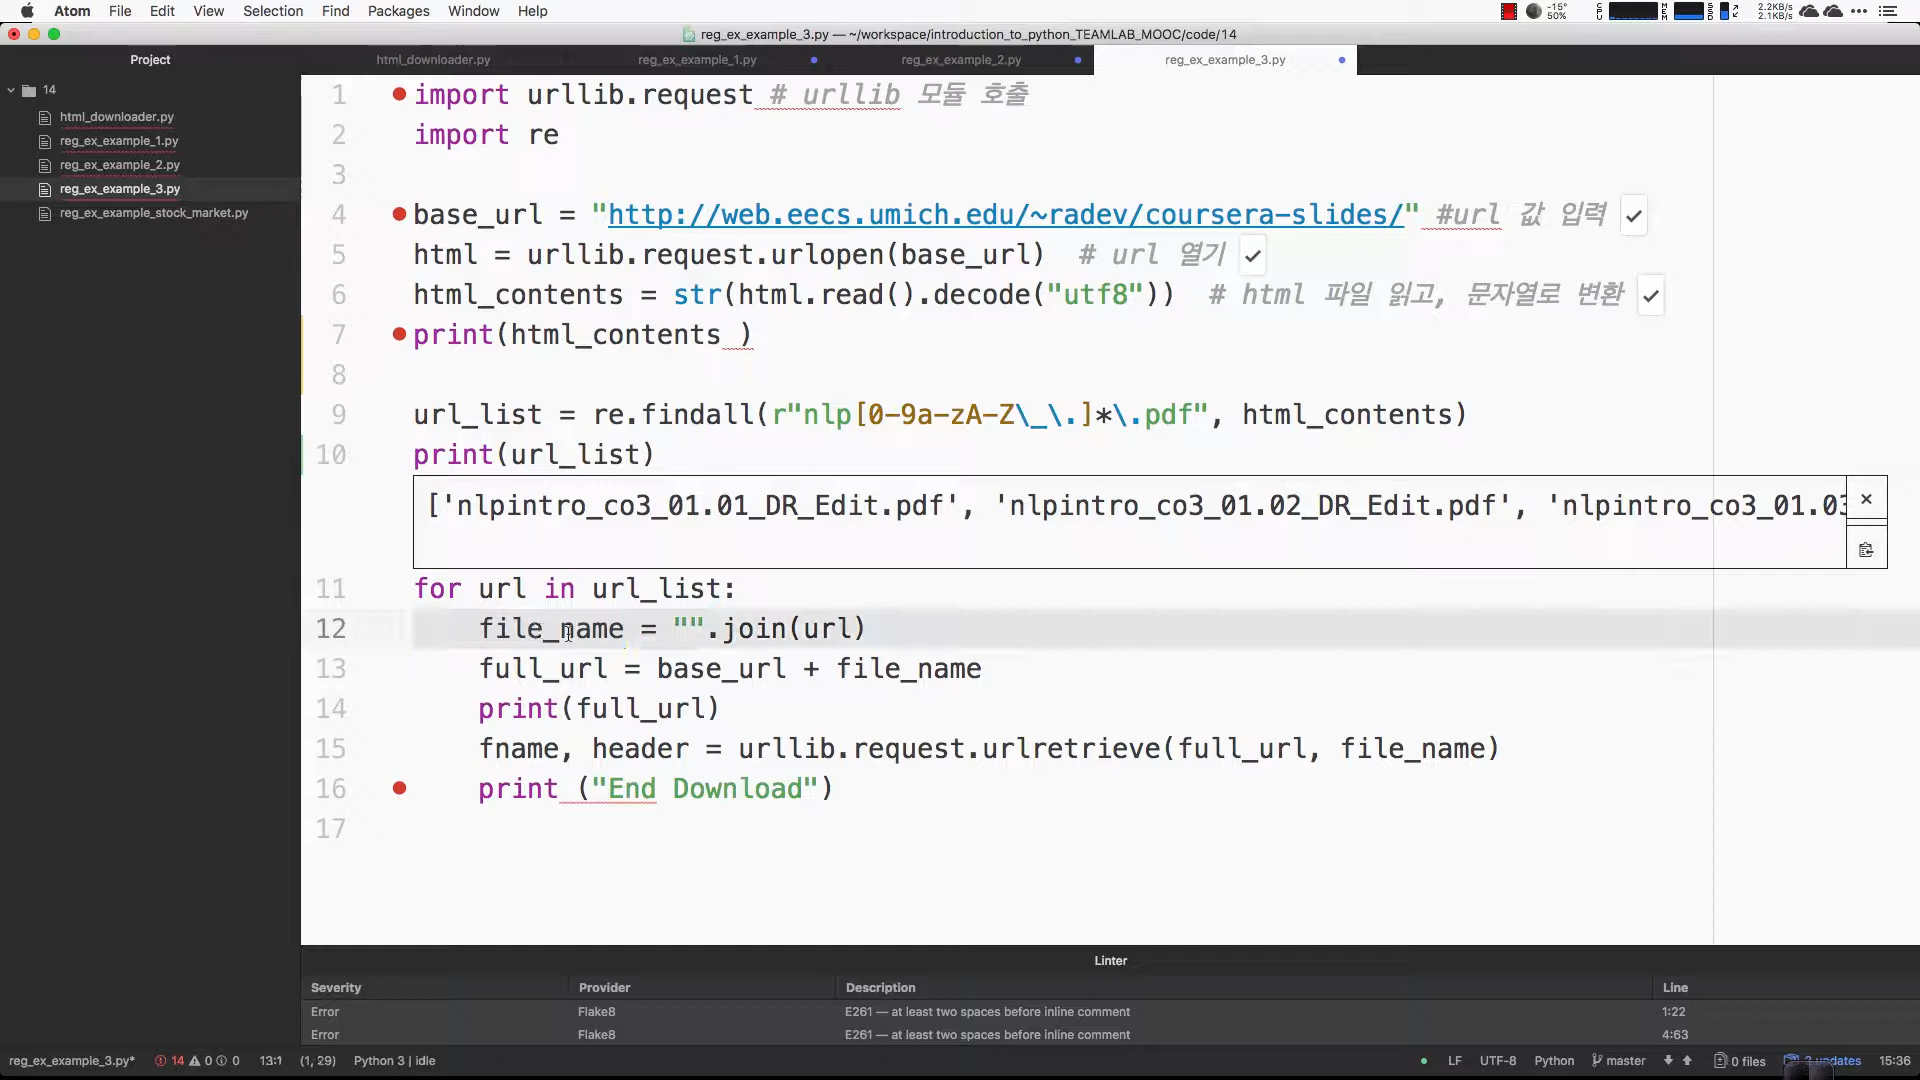 Atom File Edit View Selection Find Packages Window Help
-15°
50%
2.2KB/s
2.1KB/s
reg_ex_example_3.py — ~/workspace/introduction_to_python_TEAMLAB_MOOC/code/14
Project
html_downloader.py reg_ex_example_1.py reg_ex_example_2.py reg_ex_example_3.py
14
html_downloader.py
reg_ex_example_1.py
reg_ex_example_2.py
reg_ex_example_3.py
reg_ex_example_stock_market.py
1 import urllib.request # urllib 모듈 호출
2 import re
3
4 base_url = "http://web.eecs.umich.edu/~radev/coursera-slides/" #url 값 입력
5 html = urllib.request.urlopen(base_url)  # url 열기
6 html_contents = str(html.read().decode("utf8"))  # html 파일 읽고, 문자열로 변환
7 print(html_contents )
8
9 url_list = re.findall(r"nlp[0-9a-zA-Z\_\.]*\.pdf", html_contents)
10 print(url_list)
['nlpintro_co3_01.01_DR_Edit.pdf', 'nlpintro_co3_01.02_DR_Edit.pdf', 'nlpintro_co3_01.03
11 for url in url_list:
12     file_name = "".join(url)
13     full_url = base_url + file_name
14     print(full_url)
15     fname, header = urllib.request.urlretrieve(full_url, file_name)
16     print ("End Download")
17
Linter
Severity Provider Description Line
Error Flake8 E261 — at least two spaces before inline comment 1:22
Error Flake8 E261 — at least two spaces before inline comment 4:63
reg_ex_example_3.py* 14 0 0 13:1 (1, 29) Python 3 | idle LF UTF-8 Python master 0 files 2 updates 15:36